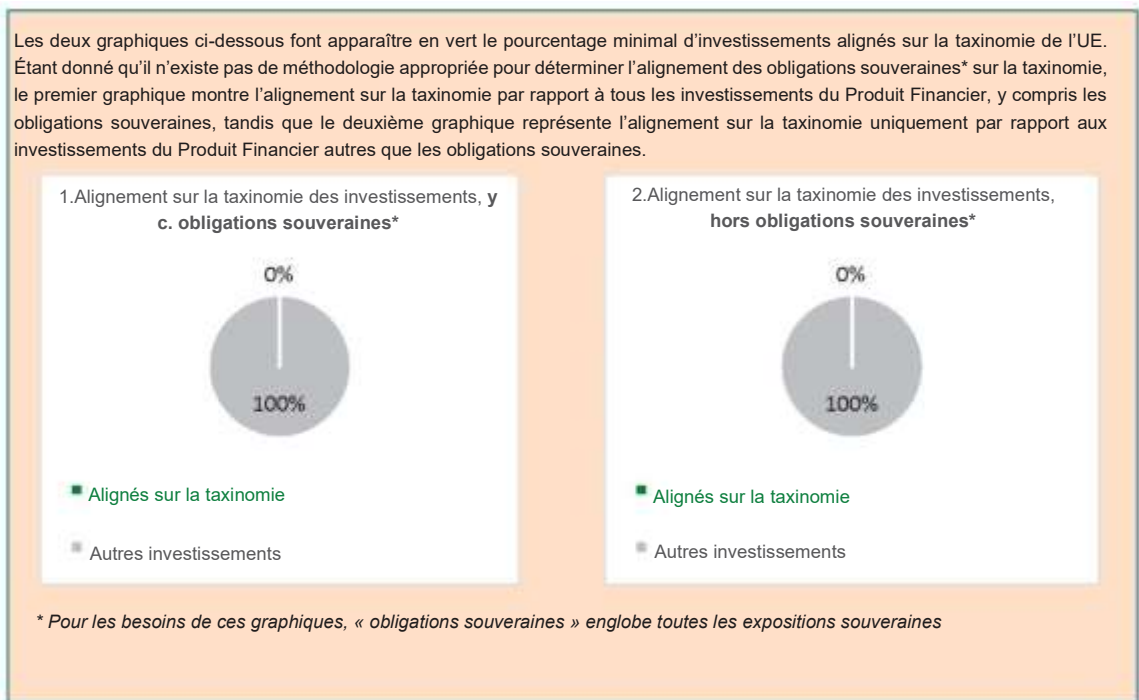 Les deux graphiques ci-dessous font apparaître en vert le pourcentage minimal d’investissements alignés sur la taxinomie de l’UE.
Étant donné qu’il n’existe pas de méthodologie appropriée pour déterminer l’alignement des obligations souveraines* sur la taxinomie,
le premier graphique montre l’alignement sur la taxinomie par rapport à tous les investissements du Produit Financier, y compris les
obligations souveraines, tandis que le deuxième graphique représente l’alignement sur la taxinomie uniquement par rapport aux
investissements du Produit Financier autres que les obligations souveraines.
1.Alignement sur la taxinomie des investissements, y
c. obligations souveraines*
0%
100%
Alignés sur la taxinomie
Autres investissements
2.Alignement sur la taxinomie des investissements,
hors obligations souveraines*
0%
100%
Alignés sur la taxinomie
Autres investissements
* Pour les besoins de ces graphiques, « obligations souveraines » englobe toutes les expositions souveraines